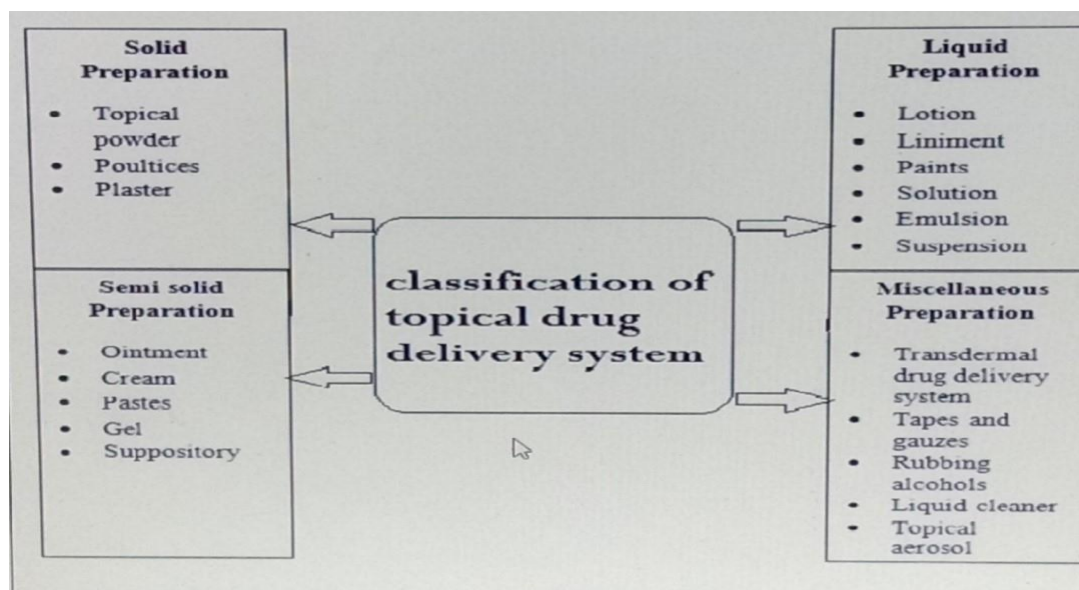 Solid
Preparation
• Topical
powder
• Poultices
• Plaster
Semi solid
Preparation
• Ointment
• Cream
• Pastes
• Gel
• Suppository
classification of
topical drug
delivery system
Liquid
Preparation
• Lotion
• Liniment
• Paints
• Solution
• Emulsion
• Suspension
Miscellaneous
Preparation
• Transdermal
drug delivery
system
• Tapes and
gauzes
• Rubbing
alcohols
• Liquid cleaner
• Topical
aerosol